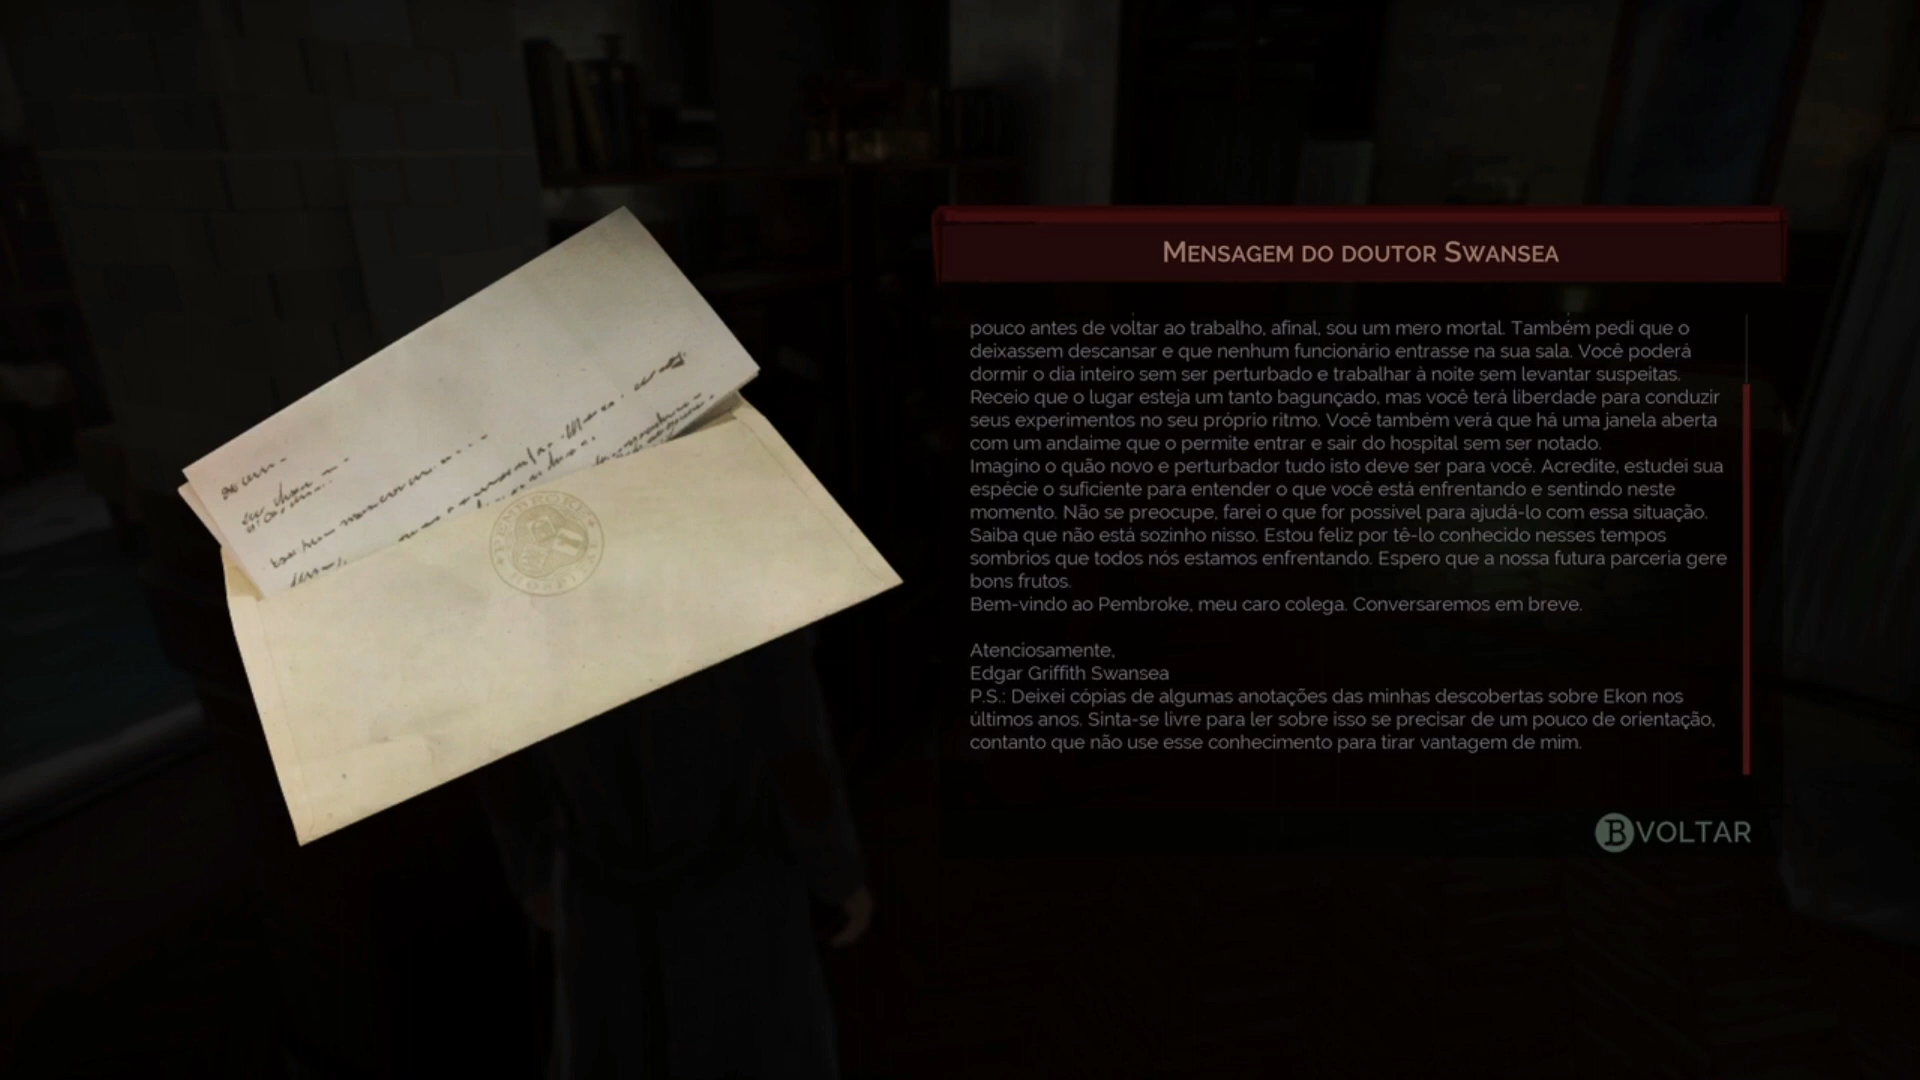 Mensagem do doutor Swansea
pouco antes de voltar ao trabalho, afinal, sou um mero mortal. Também pedi que o
deixassem descansar e que nenhum funcionário entrasse na sua sala. Você poderá
dormir o dia inteiro sem ser perturbado e trabalhar à noite sem levantar suspeitas.
Receio que o lugar esteja um tanto bagunçado, mas você terá liberdade para conduzir
seus experimentos no seu próprio ritmo. Você também verá que há uma janela aberta
com um andaime que o permite entrar e sair do hospital sem ser notado.
Imagino o quão novo e perturbador tudo isto deve ser para você. Acredite, estudei sua
espécie o suficiente para entender o que você está enfrentando e sentindo neste
momento. Não se preocupe, farei o que for possível para ajudá-lo com essa situação.
Saiba que não está sozinho nisso. Estou feliz por tê-lo conhecido nesses tempos
sombrios que todos nós estamos enfrentando. Espero que a nossa futura parceria gere
bons frutos.
Bem-vindo ao Pembroke, meu caro colega. Conversaremos em breve.
Atenciosamente,
Edgar Griffith Swansea
P.S.: Deixei cópias de algumas anotações das minhas descobertas sobre Ekon nos
últimos anos. Sinta-se livre para ler sobre isso se precisar de um pouco de orientação,
contanto que não use esse conhecimento para tirar vantagem de mim.
PEMBROKE
HOSPITAL
B VOLTAR